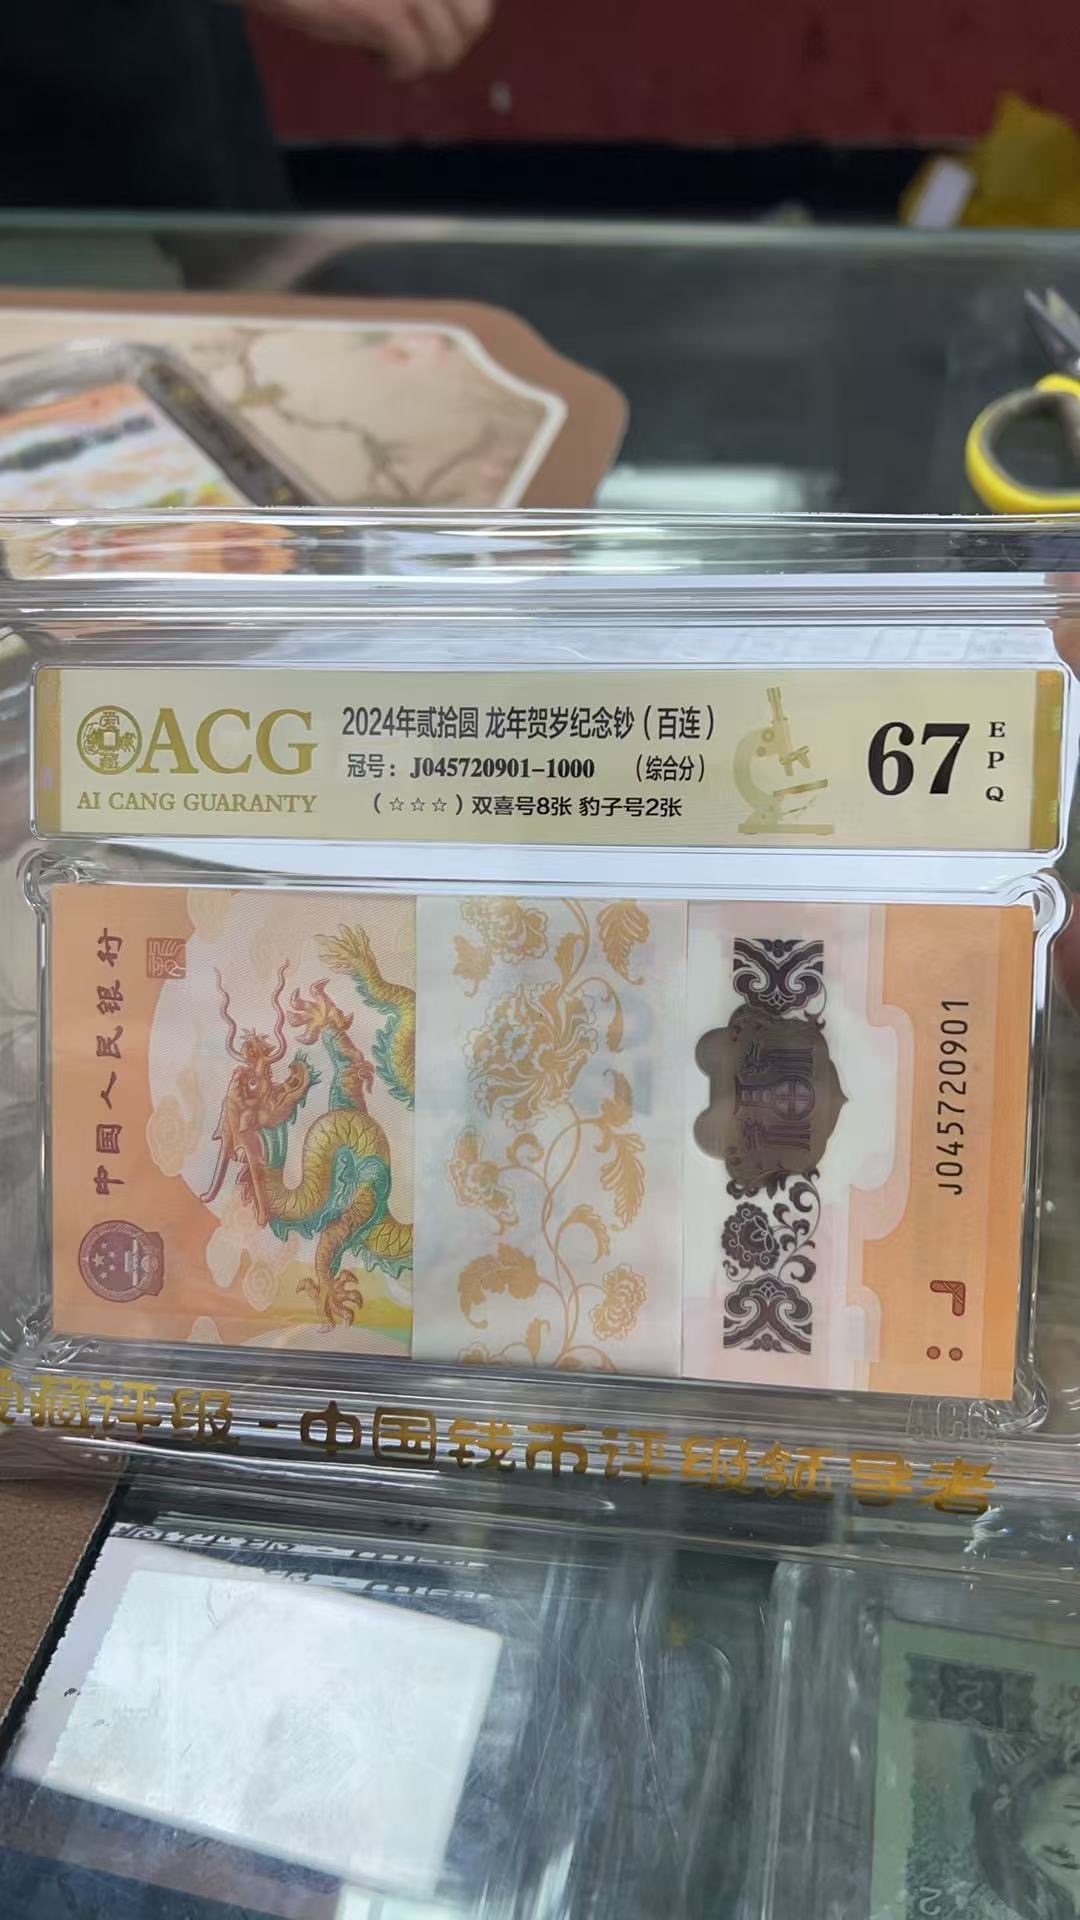 ACG
AI CANG GUARANTY
2024年贰拾圆 龙年贺岁纪念钞（百连）
冠号：J045720901-1000 （综合分）
（☆☆☆）双喜号8张 豹子号2张
67
EPQ
中国人民银行
J045720901
藏评级-中国钱币评级领导者
ACG